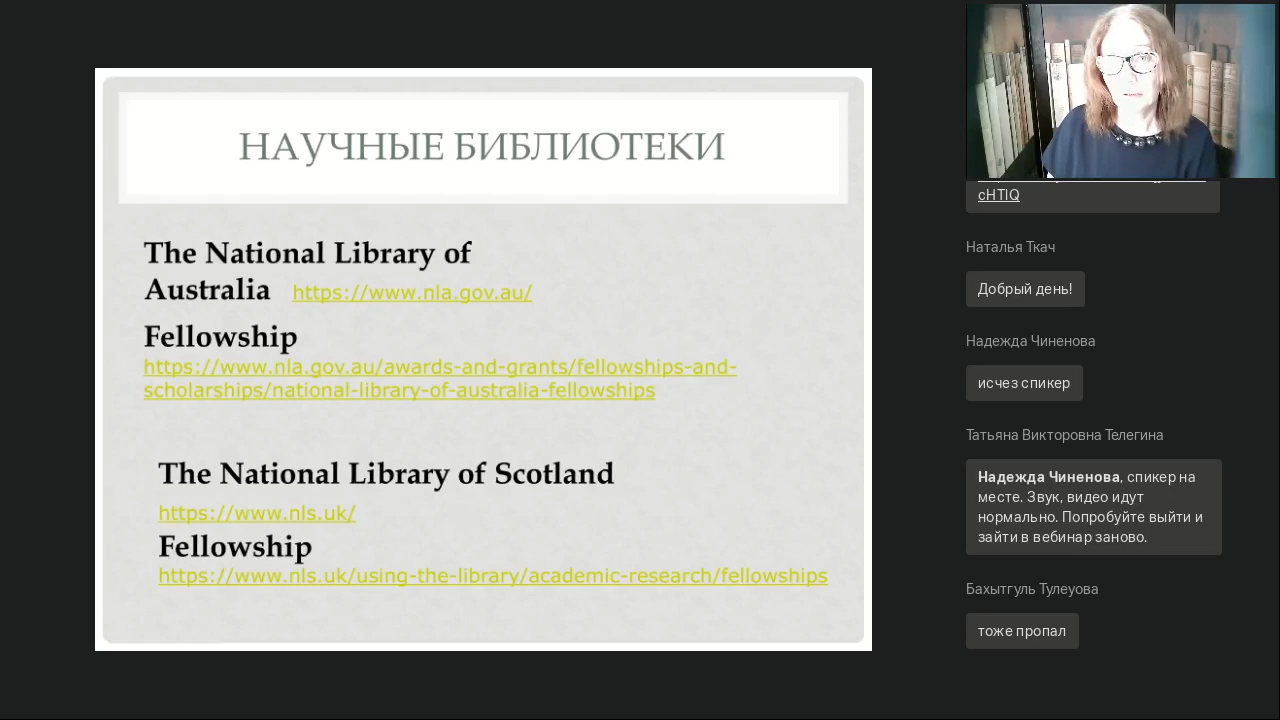 НАУЧНЫЕ БИБЛИОТЕКИ
The National Library of
Australia https://www.nla.gov.au/
Fellowship
https://www.nla.gov.au/awards-and-grants/fellowships-and-
scholarships/national-library-of-australia-fellowships
The National Library of Scotland
https://www.nls.uk/
Fellowship
https://www.nls.uk/using-the-library/academic-research/fellowships
cHTIQ
Наталья Ткач
Добрый день!
Надежда Чиненова
исчез спикер
Татьяна Викторовна Телегина
Надежда Чиненова, спикер на
месте. Звук, видео идут
нормально. Попробуйте выйти и
зайти в вебинар заново.
Бахытгуль Тулеуова
тоже пропал